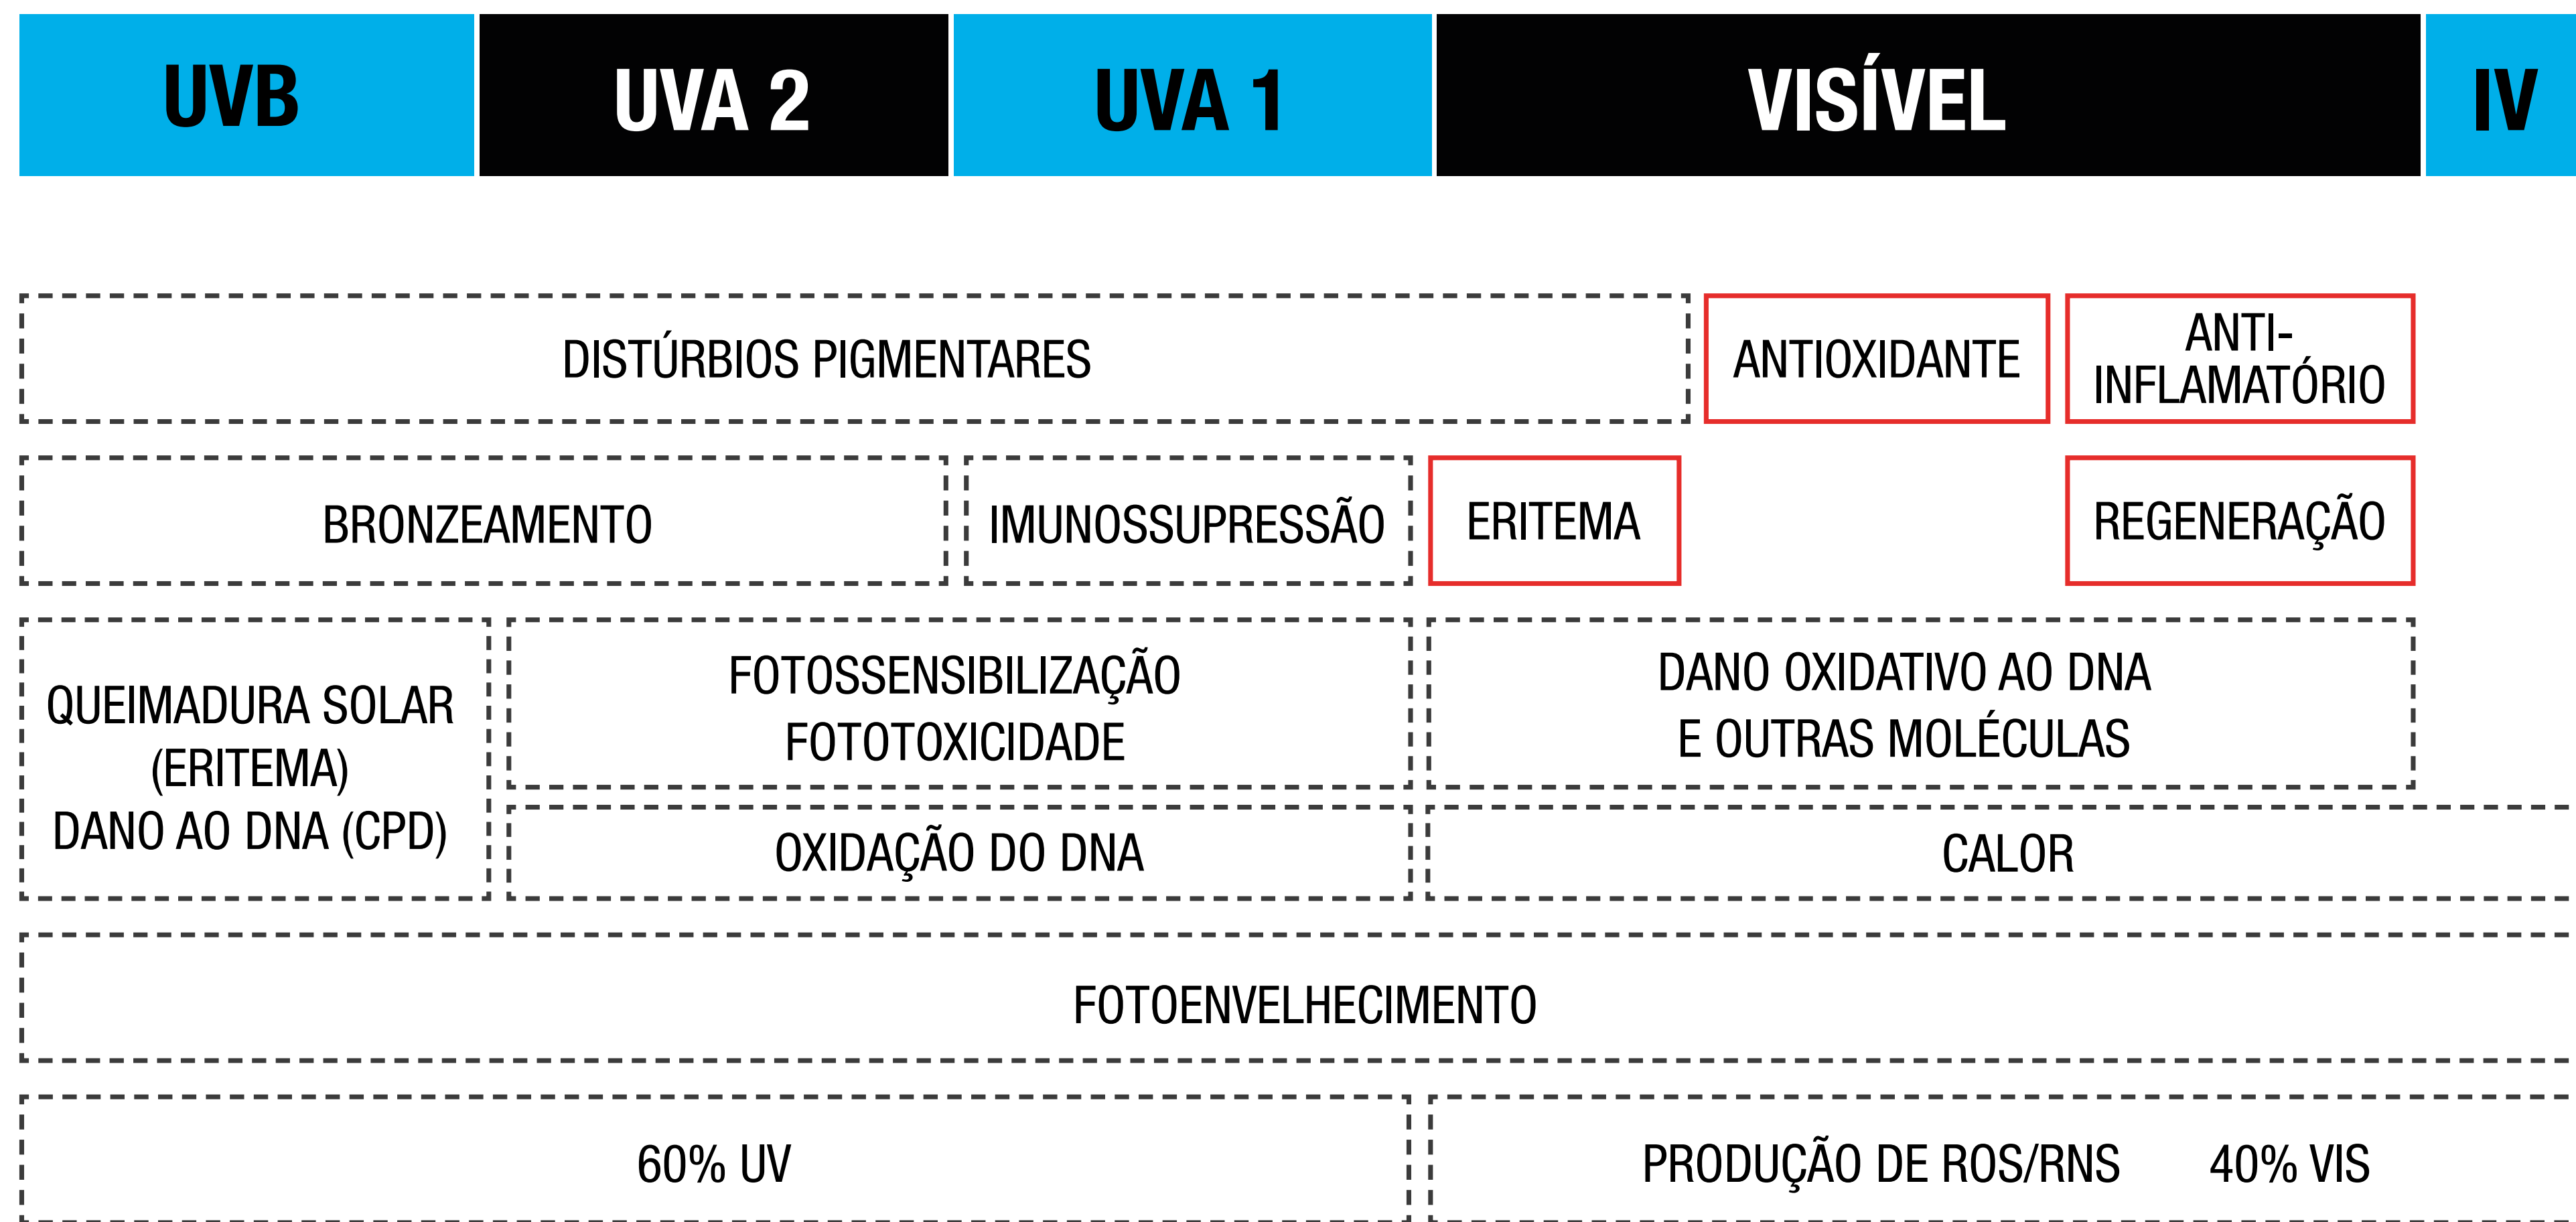 UVB
UVA 2
UVA 1
VISÍVEL
IV
DISTÚRBIOS PIGMENTARES
ANTIOXIDANTE
ANTI-
INFLAMATÓRIO
BRONZEAMENTO
IMUNOSSUPRESSÃO
ERITEMA
REGENERAÇÃO
QUEIMADURA SOLAR
(ERITEMA)
DANO AO DNA (CPD)
FOTOSSENSIBILIZAÇÃO
FOTOTOXICIDADE
DANO OXIDATIVO AO DNA
E OUTRAS MOLÉCULAS
OXIDAÇÃO DO DNA
CALOR
FOTOENVELHECIMENTO
60% UV
PRODUÇÃO DE ROS/RNS 40% VIS